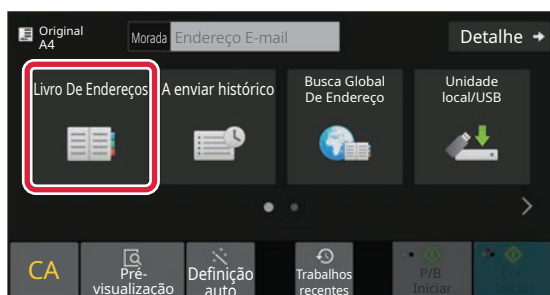 Original
A4
Morada
Endereço E-mail
Detalhe
Livro De Endereços
A enviar histórico
Busca Global
De Endereço
Unidade
local/USB
CA
Pré-
visualização
Definição
auto
Trabalhos
recentes
P/B
Iniciar
Cor
Iniciar